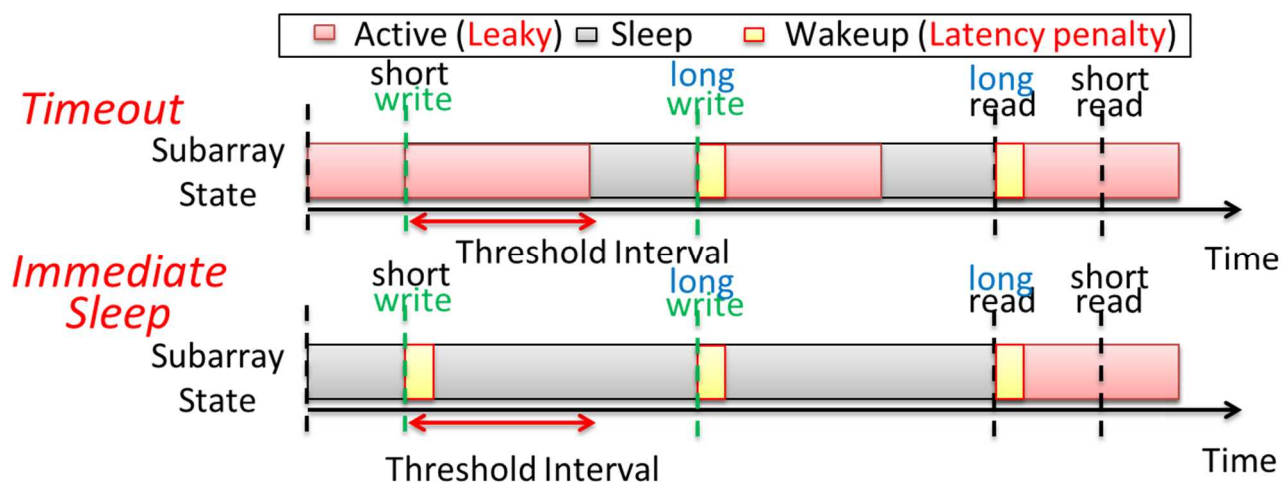 Active (Leaky) Sleep Wakeup (Latency penalty)
Timeout
short
write
long
write
long
read
short
read
Subarray
State
Threshold Interval
Time
Immediate
Sleep
short
write
long
write
long
read
short
read
Subarray
State
Threshold Interval
Time